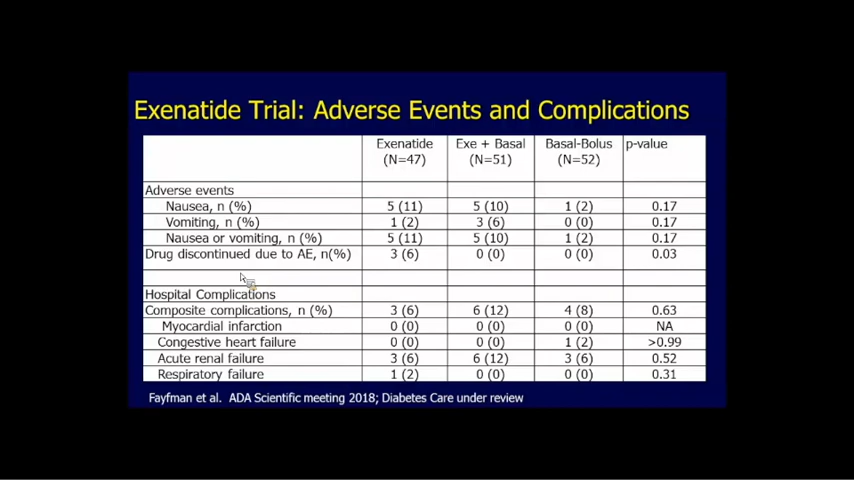 Exenatide Trial: Adverse Events and Complications
Exenatide (N=47) Exe + Basal (N=51) Basal-Bolus (N=52) p-value
Adverse events
Nausea, n (%) 5 (11) 5 (10) 1 (2) 0.17
Vomiting, n (%) 1 (2) 3 (6) 0 (0) 0.17
Nausea or vomiting, n (%) 5 (11) 5 (10) 1 (2) 0.17
Drug discontinued due to AE, n(%) 3 (6) 0 (0) 0 (0) 0.03
Hospital Complications
Composite complications, n (%) 3 (6) 6 (12) 4 (8) 0.63
Myocardial infarction 0 (0) 0 (0) 0 (0) NA
Congestive heart failure 0 (0) 0 (0) 1 (2) >0.99
Acute renal failure 3 (6) 6 (12) 3 (6) 0.52
Respiratory failure 1 (2) 0 (0) 0 (0) 0.31
Fayfman et al. ADA Scientific meeting 2018; Diabetes Care under review